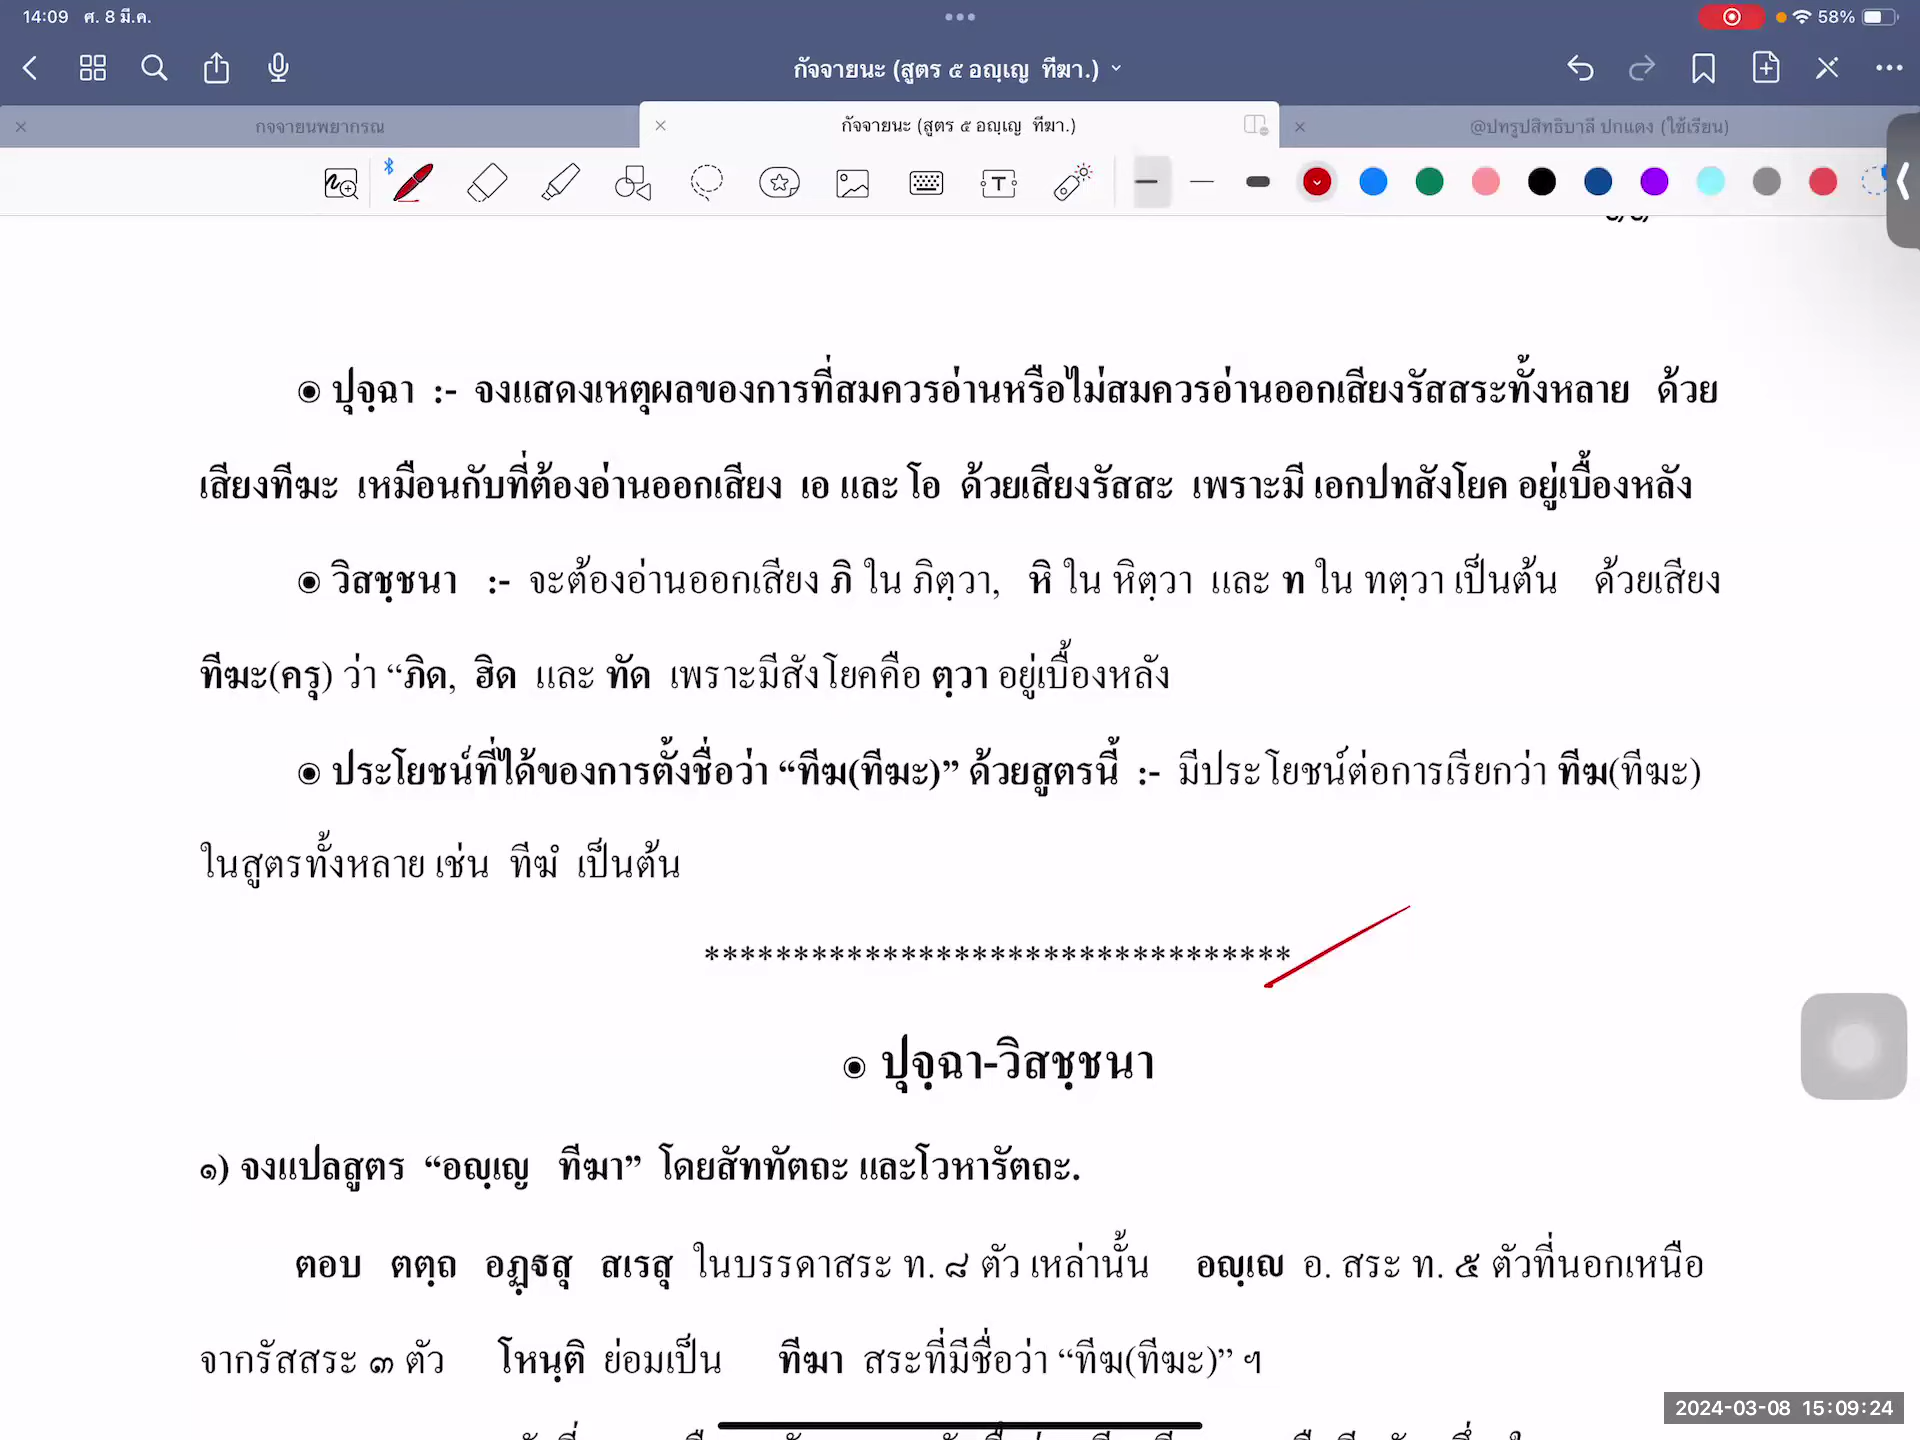 14:09 ศ. 8 มี.ค.
58%
กัจจายนะ (สูตร ๕ อญฺเญ ทีฆา.)
กจจายนพยากรณ
กัจจายนะ (สูตร ๕ อญฺเญ ทีฆา.)
@ปทรูปสิทธิบาลี ปกแดง (ใช้เรียน)
๏ ปุจฺฉา :- จงแสดงเหตุผลของการที่สมควรอ่านหรือไม่สมควรอ่านออกเสียงรัสสระทั้งหลาย ด้วย
เสียงทีฆะ เหมือนกับที่ต้องอ่านออกเสียง เอ และ โอ ด้วยเสียงรัสสะ เพราะมี เอกปทสังโยค อยู่เบื้องหลัง
๏ วิสชฺชนา :- จะต้องอ่านออกเสียง ภิ ใน ภิตฺวา, หิ ใน หิตฺวา และ ท ใน ทตฺวา เป็นต้น ด้วยเสียง
ทีฆะ(ครุ) ว่า “ภิด, ฮิด และ ทัด เพราะมีสังโยคคือ ตฺวา อยู่เบื้องหลัง
๏ ประโยชน์ที่ได้ของการตั้งชื่อว่า “ทีฆ(ทีฆะ)” ด้วยสูตรนี้ :- มีประโยชน์ต่อการเรียกว่า ทีฆ(ทีฆะ)
ในสูตรทั้งหลาย เช่น ทีฆํ เป็นต้น
*********************************
๏ ปุจฺฉา-วิสชฺชนา
๑) จงแปลสูตร “อญฺเญ ทีฆา” โดยสัททัตถะ และโวหารัตถะ.
ตอบ ตตฺถ อฏฺฐสุ สเรสุ ในบรรดาสระ ท. ๘ ตัว เหล่านั้น อญฺเญ อ. สระ ท. ๕ ตัวที่นอกเหนือ
จากรัสสระ ๓ ตัว โหนฺติ ย่อมเป็น ทีฆา สระที่มีชื่อว่า “ทีฆ(ทีฆะ)” ฯ
2024-03-08 15:09:24